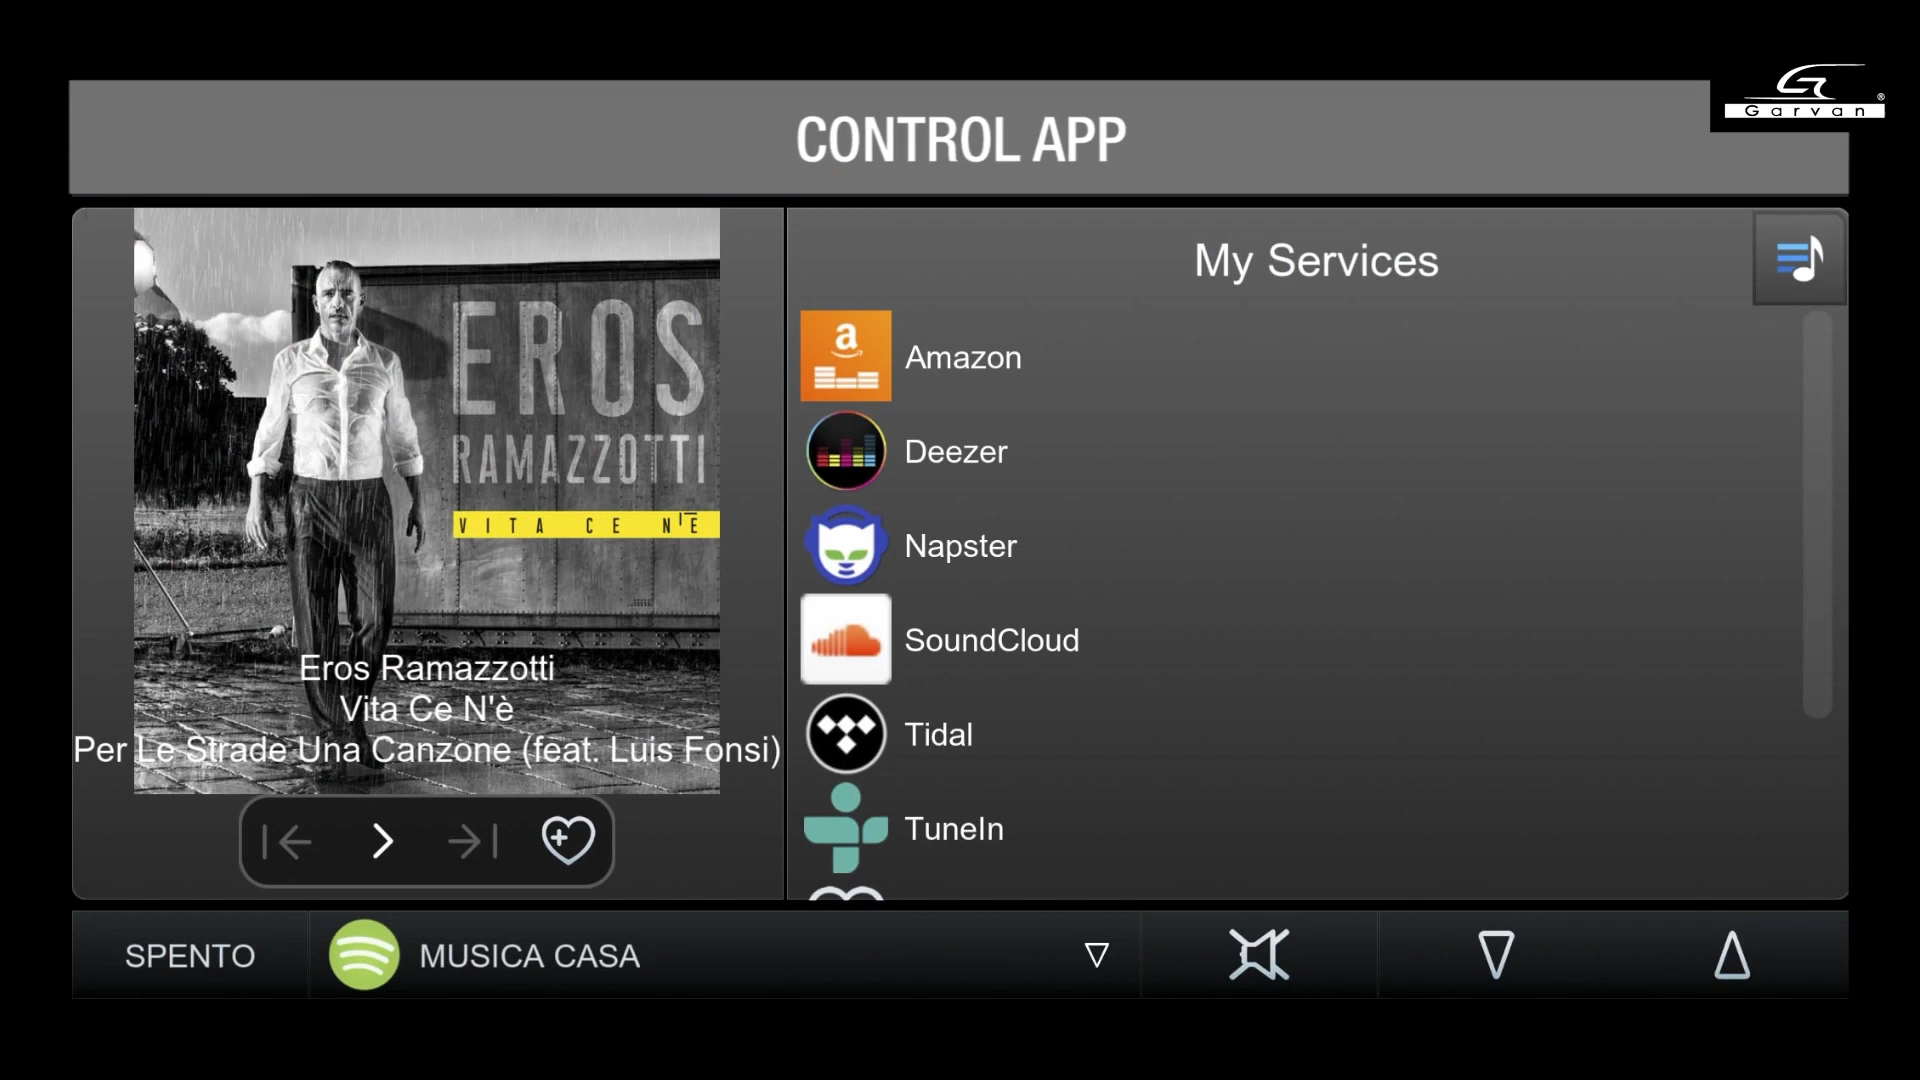 CONTROL APP
Garvan
®
EROS
RAMAZZOTTI
VITA CE N'È
Eros Ramazzotti
Vita Ce N'è
Per Le Strade Una Canzone (feat. Luis Fonsi)
My Services
a
Amazon
Deezer
Napster
SoundCloud
Tidal
TuneIn
SPENTO
MUSICA CASA